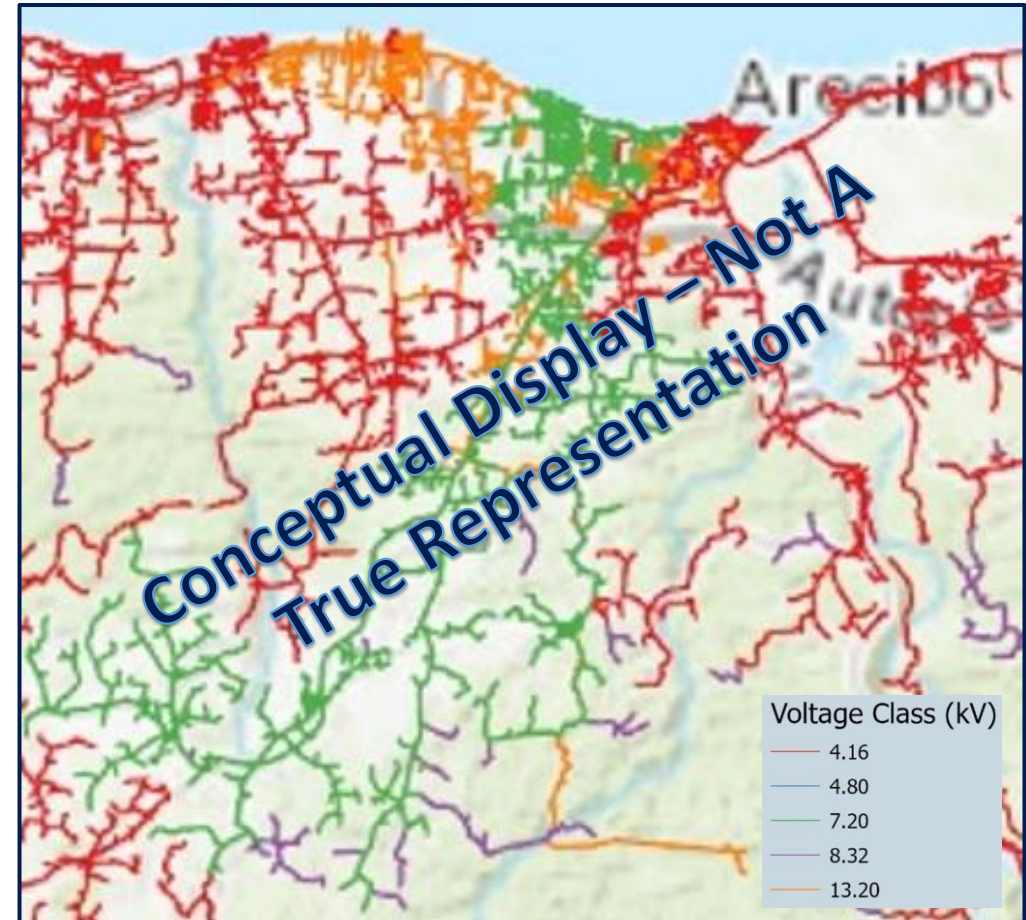 Arecibo
Conceptual Display – Not A
True Representation
Voltage Class (kV)
4.16
4.80
7.20
8.32
13.20